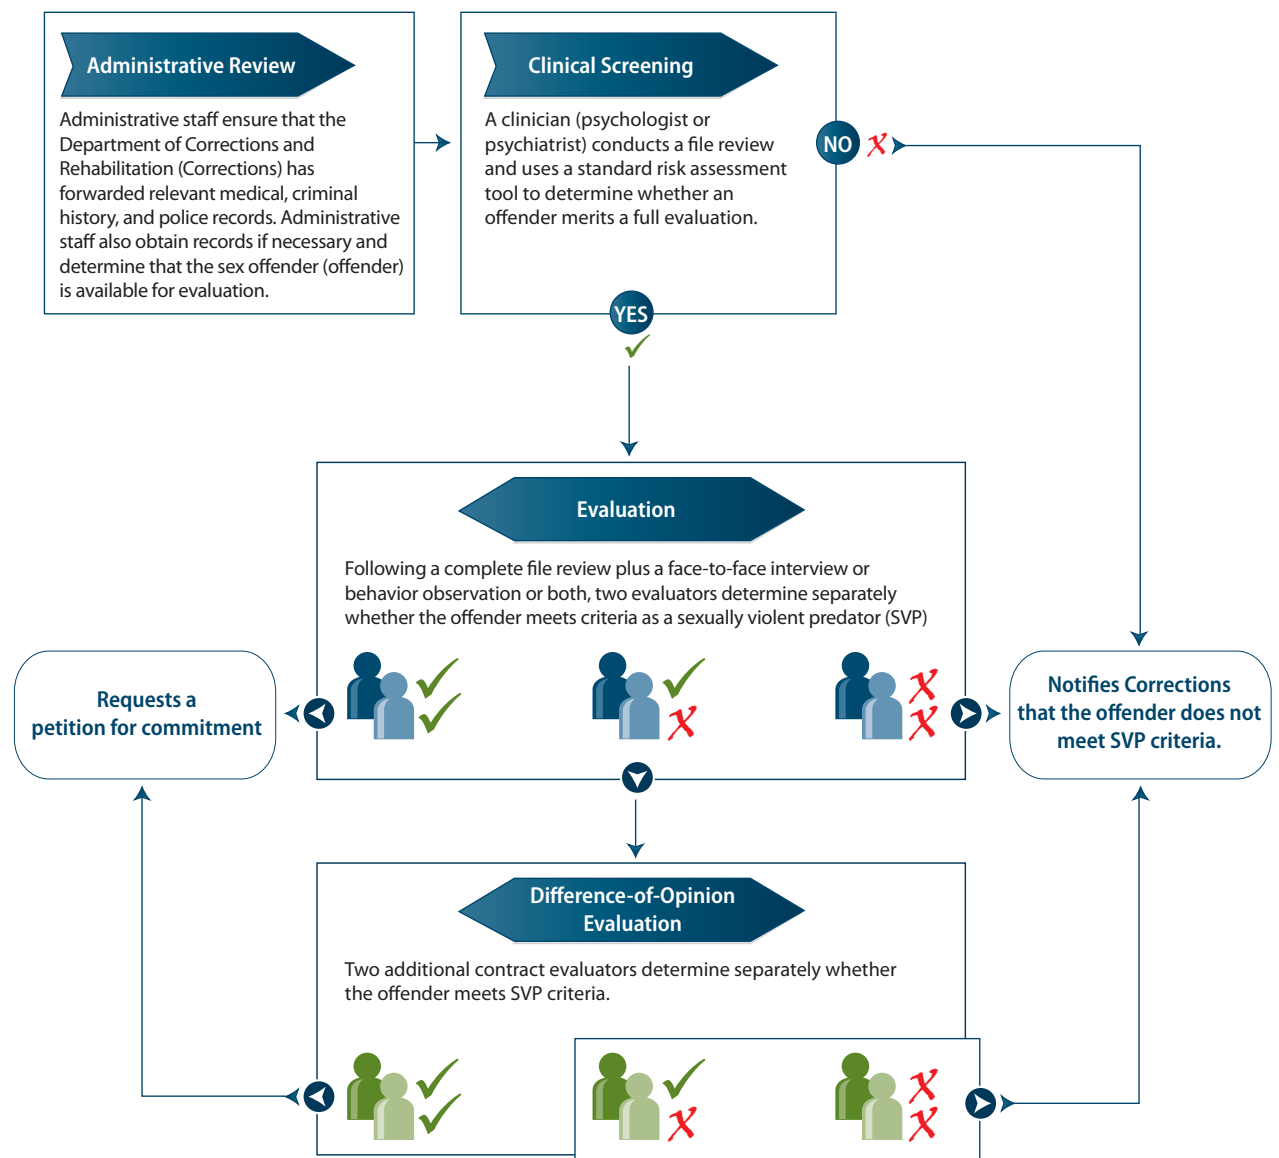 Administrative Review
Administrative staff ensure that the
Department of Corrections and
Rehabilitation (Corrections) has
forwarded relevant medical, criminal
history, and police records. Administrative
staff also obtain records if necessary and
determine that the sex offender (offender)
is available for evaluation.
Clinical Screening
A clinician (psychologist or
psychiatrist) conducts a file review
and uses a standard risk assessment
tool to determine whether an
offender merits a full evaluation.
NO
YES
Evaluation
Following a complete file review plus a face-to-face interview or
behavior observation or both, two evaluators determine separately
whether the offender meets criteria as a sexually violent predator (SVP)
Requests a
petition for commitment
Notifies Corrections
that the offender does not
meet SVP criteria.
Difference-of-Opinion
Evaluation
Two additional contract evaluators determine separately whether
the offender meets SVP criteria.